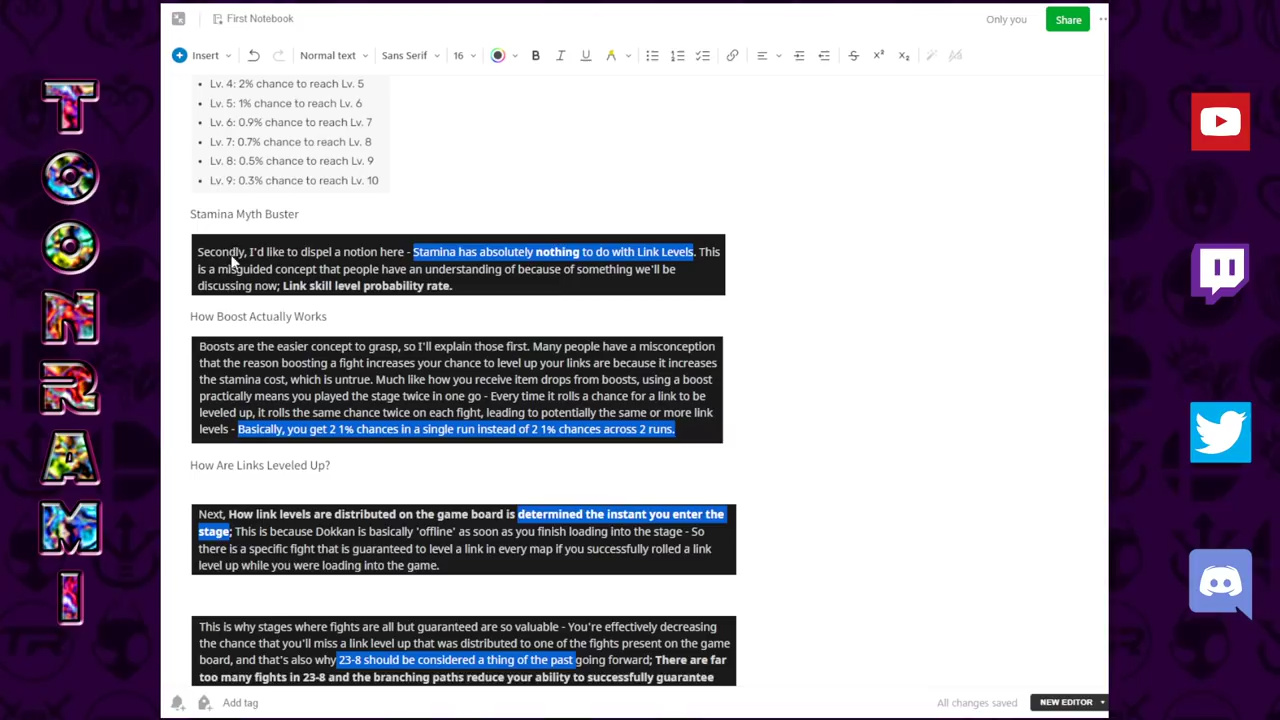 First Notebook
Only you
Share
Insert
Normal text
Sans Serif
16
Lv. 4: 2% chance to reach Lv. 5
Lv. 5: 1% chance to reach Lv. 6
Lv. 6: 0.9% chance to reach Lv. 7
Lv. 7: 0.7% chance to reach Lv. 8
Lv. 8: 0.5% chance to reach Lv. 9
Lv. 9: 0.3% chance to reach Lv. 10
Stamina Myth Buster
Secondly, I'd like to dispel a notion here - Stamina has absolutely nothing to do with Link Levels. This
is a misguided concept that people have an understanding of because of something we'll be
discussing now; Link skill level probability rate.
How Boost Actually Works
Boosts are the easier concept to grasp, so I'll explain those first. Many people have a misconception
that the reason boosting a fight increases your chance to level up your links are because it increases
the stamina cost, which is untrue. Much like how you receive item drops from boosts, using a boost
practically means you played the stage twice in one go - Every time it rolls a chance for a link to be
leveled up, it rolls the same chance twice on each fight, leading to potentially the same or more link
levels - Basically, you get 2 1% chances in a single run instead of 2 1% chances across 2 runs.
How Are Links Leveled Up?
Next, How link levels are distributed on the game board is determined the instant you enter the
stage; This is because Dokkan is basically 'offline' as soon as you finish loading into the stage - So
there is a specific fight that is guaranteed to level a link in every map if you successfully rolled a link
level up while you were loading into the game.
This is why stages where fights are all but guaranteed are so valuable - You're effectively decreasing
the chance that you'll miss a link level up that was distributed to one of the fights present on the game
board, and that's also why 23-8 should be considered a thing of the past going forward; There are far
too many fights in 23-8 and the branching paths reduce your ability to successfully guarantee
Add tag
All changes saved
NEW EDITOR
TOONRAMI